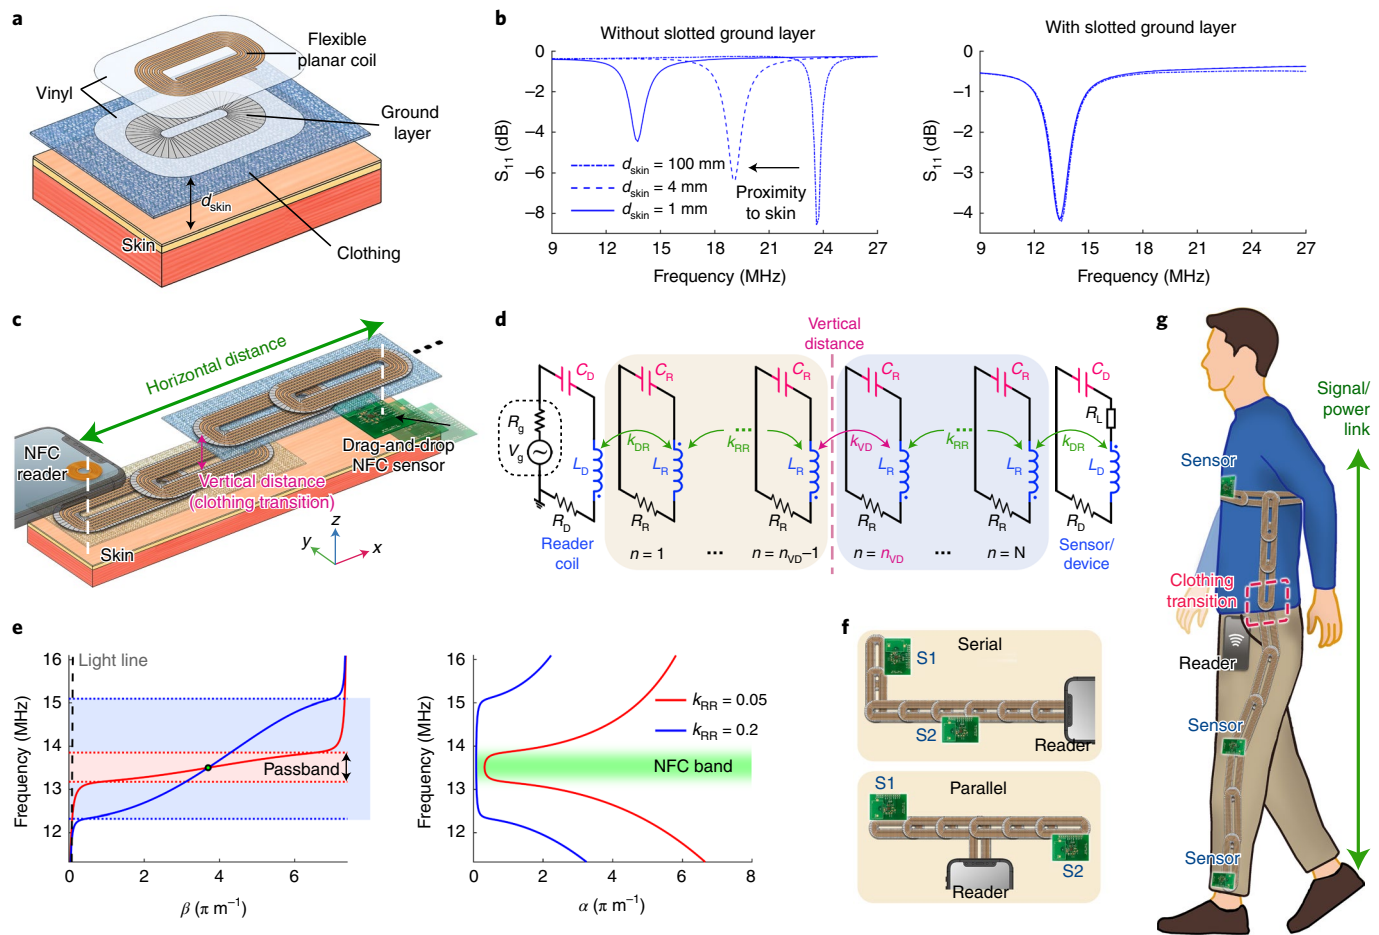 a
Flexible
planar coil
Vinyl
Ground
layer
d_skin
Skin
Clothing
b
Without slotted ground layer
0
−2
−4
−6
−8
S₁₁ (dB)
d_skin = 100 mm
d_skin = 4 mm
d_skin = 1 mm
Proximity
to skin
9 12 15 18 21 24 27
Frequency (MHz)
With slotted ground layer
0
−1
−2
−3
−4
S₁₁ (dB)
9 12 15 18 21 24 27
Frequency (MHz)
c
Horizontal distance
NFC
reader
Drag-and-drop
NFC sensor
Vertical distance
(clothing transition)
Skin
z
y
x
d
Vertical
distance
C_D C_R C_R C_R C_R C_D
R_g
V_g
R_L
k_DR k_RR k_VD k_RR k_DR
L_D L_R L_R L_R L_R L_D
R_D R_R R_R R_R R_R R_D
Reader
coil
n = 1 ··· n = n_VD−1 n = n_VD ··· n = N
Sensor/
device
e
16
15
14
13
12
Frequency (MHz)
Light line
Passband
0 2 4 6
β (π m⁻¹)
16
15
14
13
12
Frequency (MHz)
k_RR = 0.05
k_RR = 0.2
NFC band
0 2 4 6 8
α (π m⁻¹)
f
Serial
S1
S2
Reader
Parallel
S1
S2
Reader
g
Signal/
power
link
Sensor
Clothing
transition
Reader
Sensor
Sensor